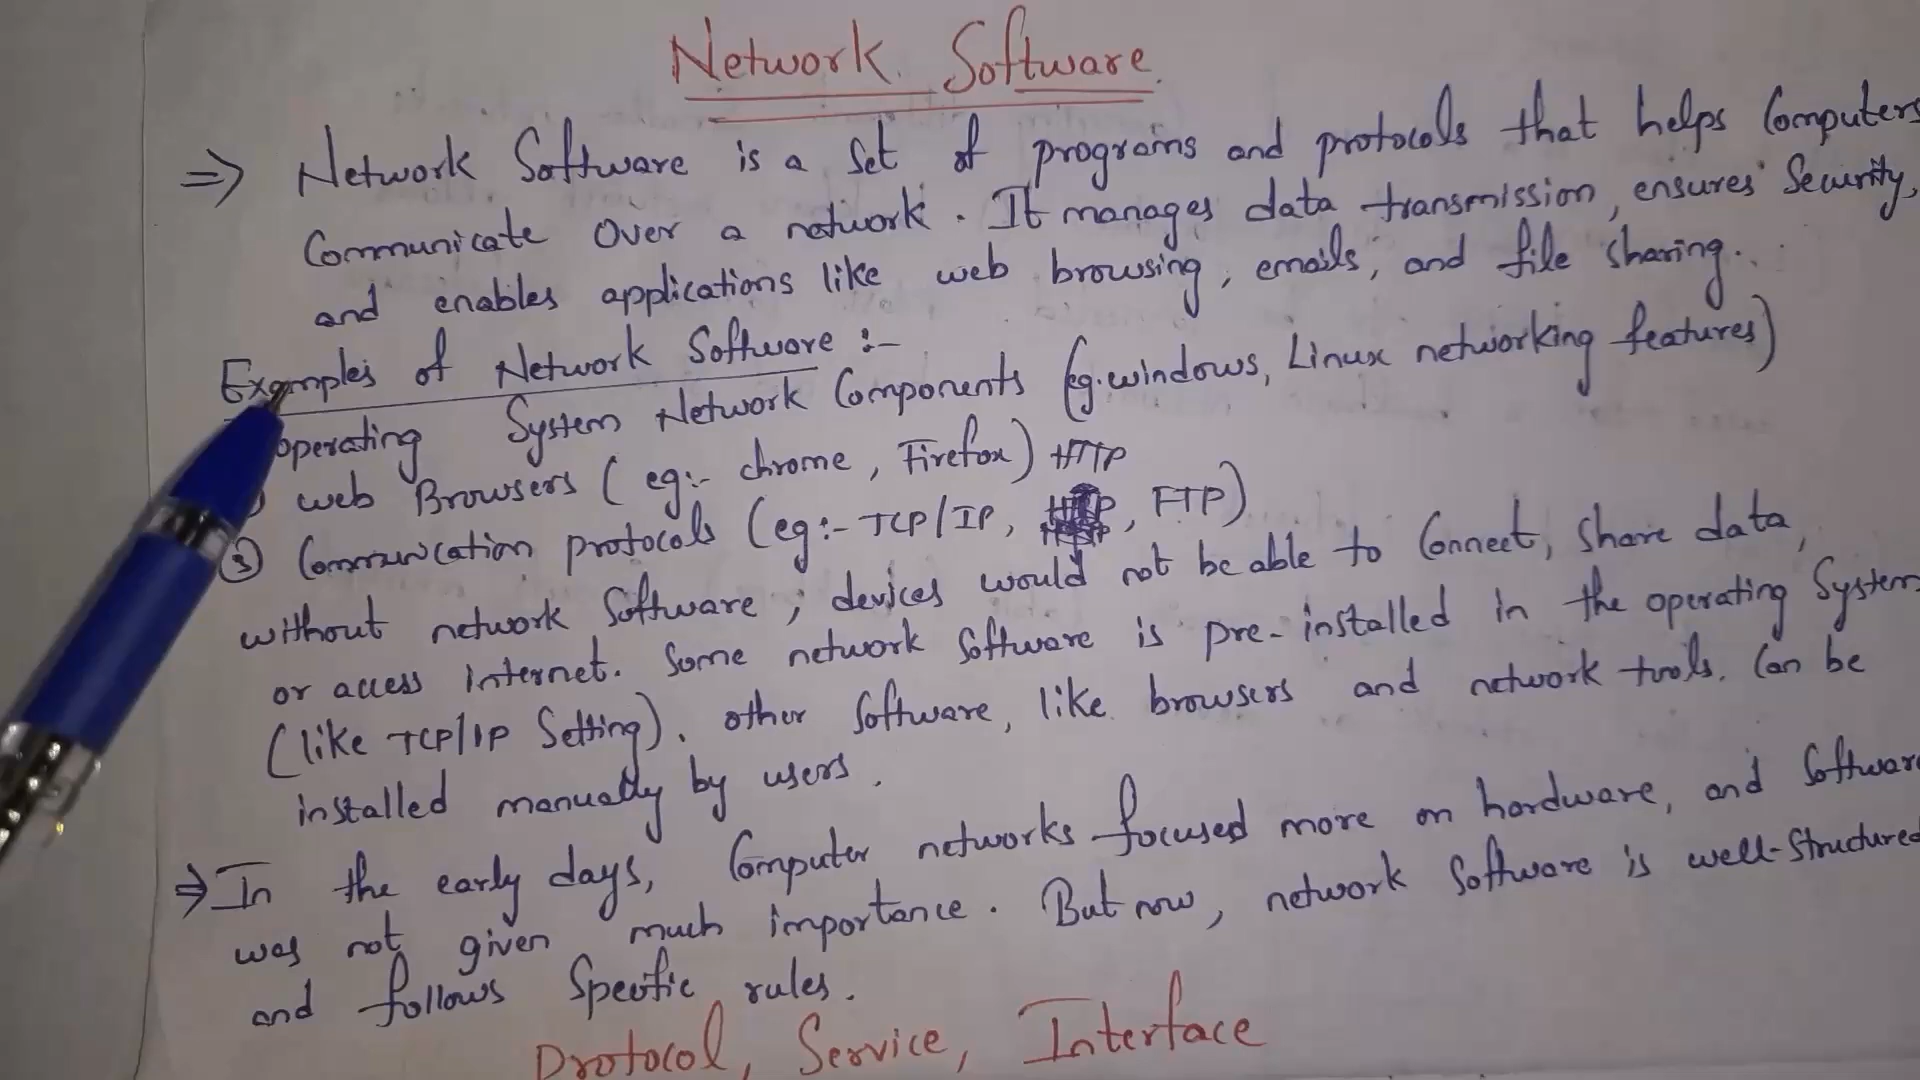 Network Software
⇒ Network Software is a Set of programs and protocols that helps Computers
Communicate Over a network. It manages data transmission, ensures Security,
and enables applications like web browsing, emails, and file sharing.
Examples of Network Software :-
operating System Network Components (eg. windows, Linux networking features)
web Browsers (eg:- chrome, Firefox) HTTP
③ Communication protocols (eg:- TCP/IP, , FTP)
without network Software, devices would not be able to Connect, Share data,
or access internet. Some network Software is pre-installed in the operating System
(like TCP/IP Setting). other Software, like browsers and network tools. Can be
installed manually by users.
⇒ In the early days, Computer networks focused more on hardware, and Software
was not given much importance. But now, network Software is well-Structured
and follows Specific rules.
Protocol, Service, Interface